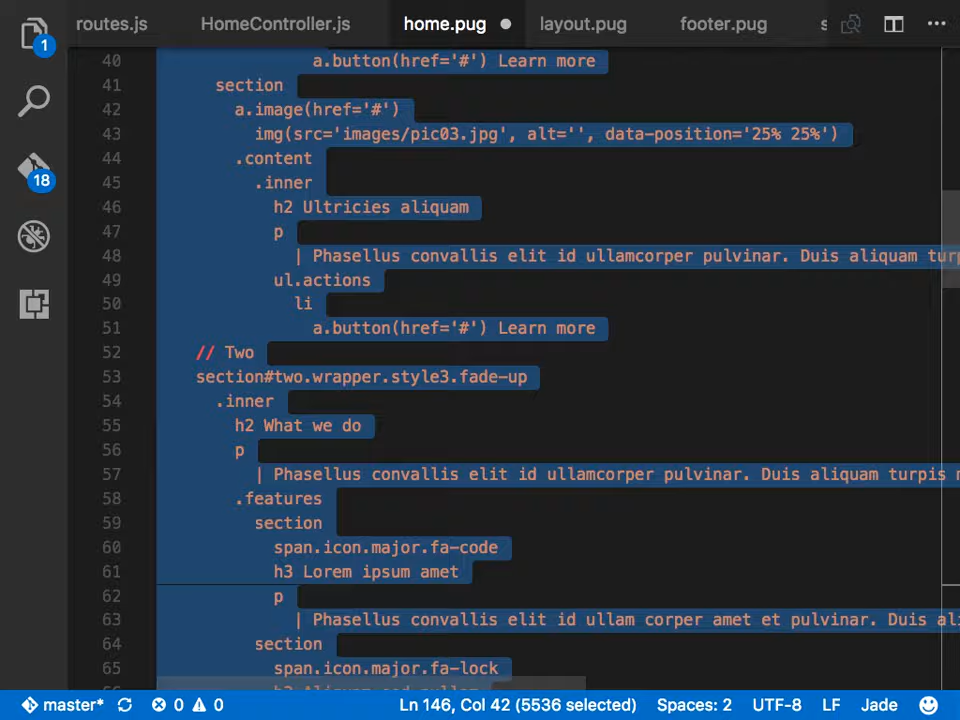 routes.js HomeController.js home.pug layout.pug footer.pug s
1
18
40 a.button(href='#') Learn more
41 section
42 a.image(href='#')
43 img(src='images/pic03.jpg', alt='', data-position='25% 25%')
44 .content
45 .inner
46 h2 Ultricies aliquam
47 p
48 | Phasellus convallis elit id ullamcorper pulvinar. Duis aliquam turp
49 ul.actions
50 li
51 a.button(href='#') Learn more
52 // Two
53 section#two.wrapper.style3.fade-up
54 .inner
55 h2 What we do
56 p
57 | Phasellus convallis elit id ullamcorper pulvinar. Duis aliquam turpis m
58 .features
59 section
60 span.icon.major.fa-code
61 h3 Lorem ipsum amet
62 p
63 | Phasellus convallis elit id ullam corper amet et pulvinar. Duis ali
64 section
65 span.icon.major.fa-lock
master* 0 0 Ln 146, Col 42 (5536 selected) Spaces: 2 UTF-8 LF Jade